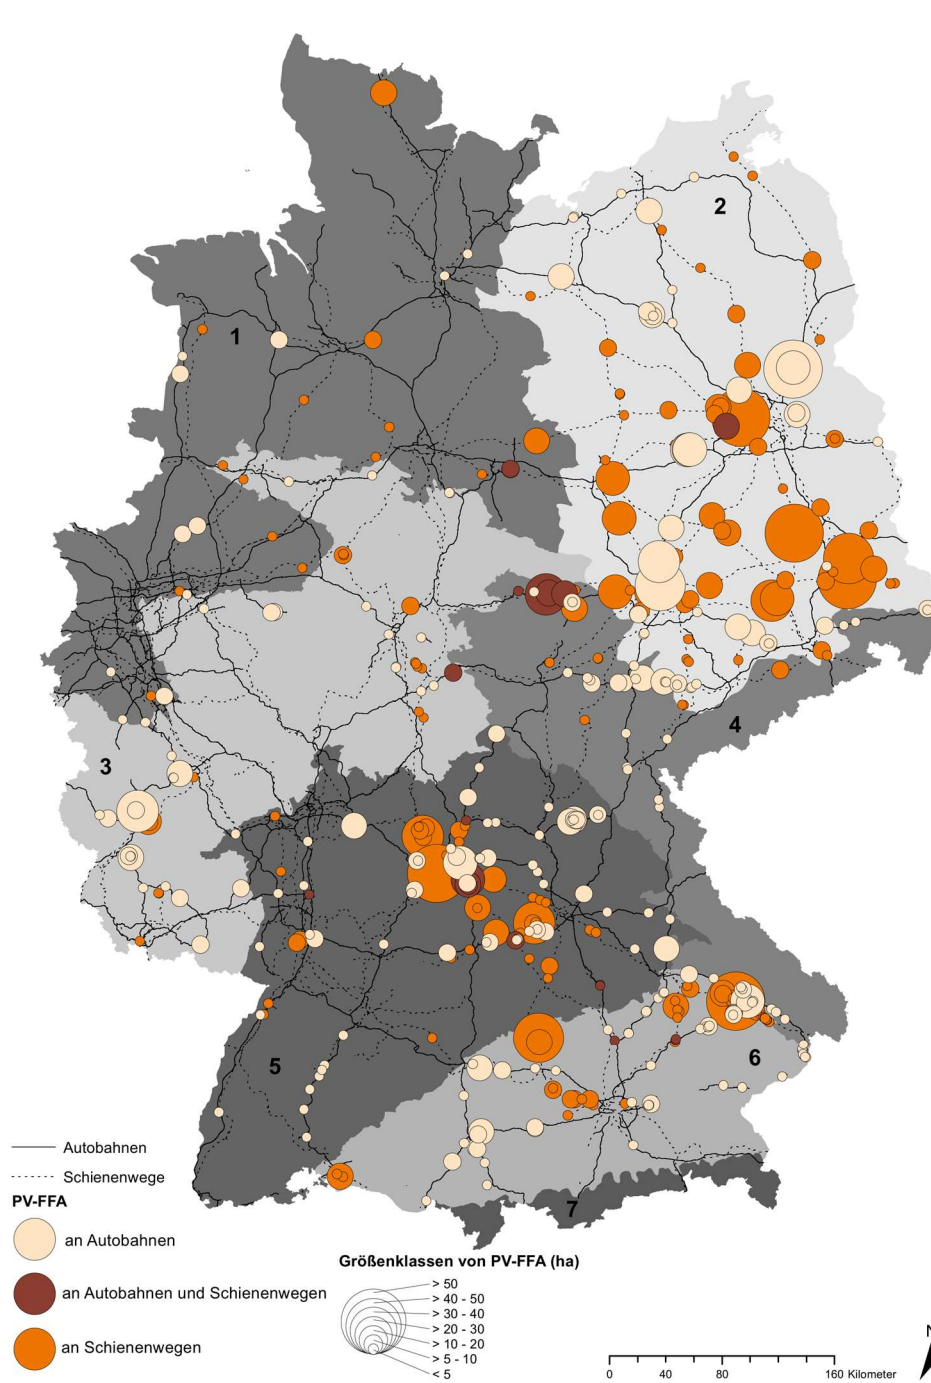 2
1
4
3
5
6
7
Autobahnen
Schienenwege
PV-FFA
an Autobahnen
an Autobahnen und Schienenwegen
an Schienenwegen
Größenklassen von PV-FFA (ha)
> 50
> 40 - 50
> 30 - 40
> 20 - 30
> 10 - 20
> 5 - 10
< 5
N
0 40 80 160 Kilometer